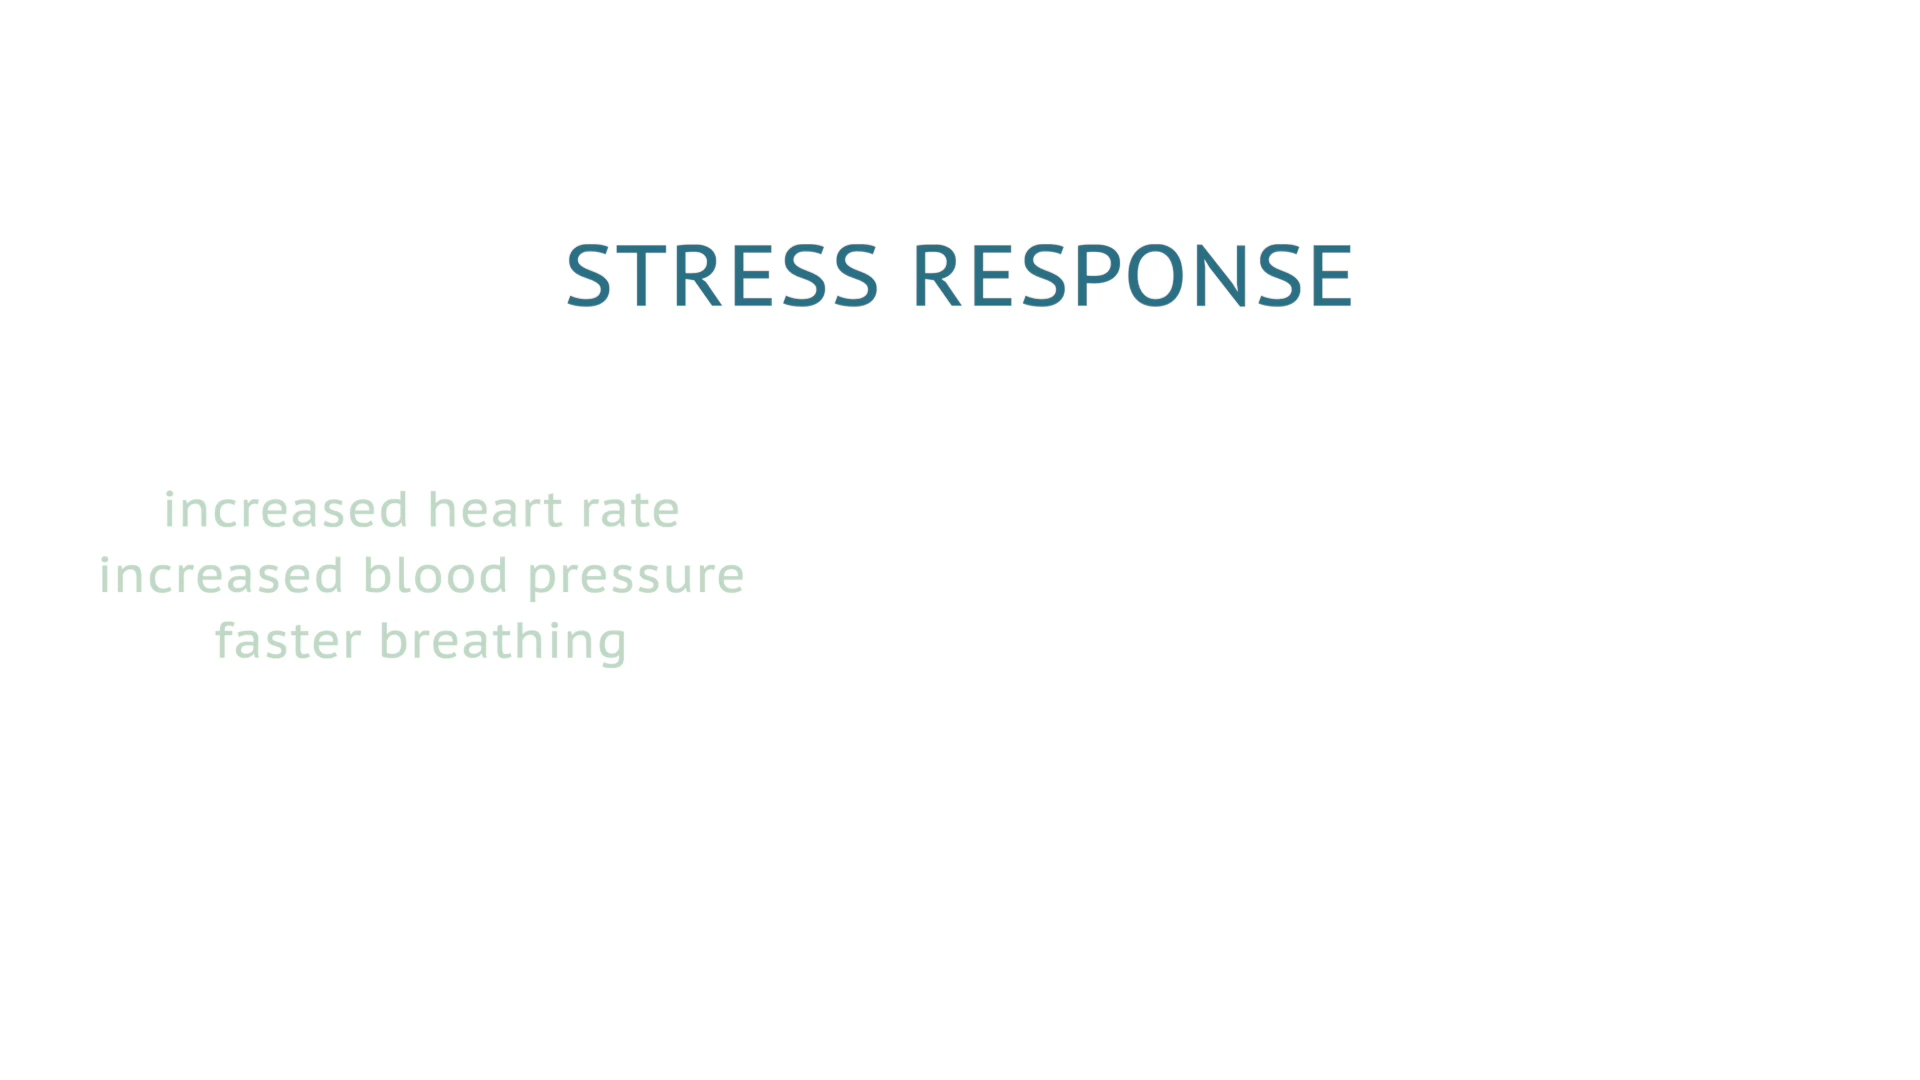 STRESS RESPONSE
increased heart rate
increased blood pressure
faster breathing